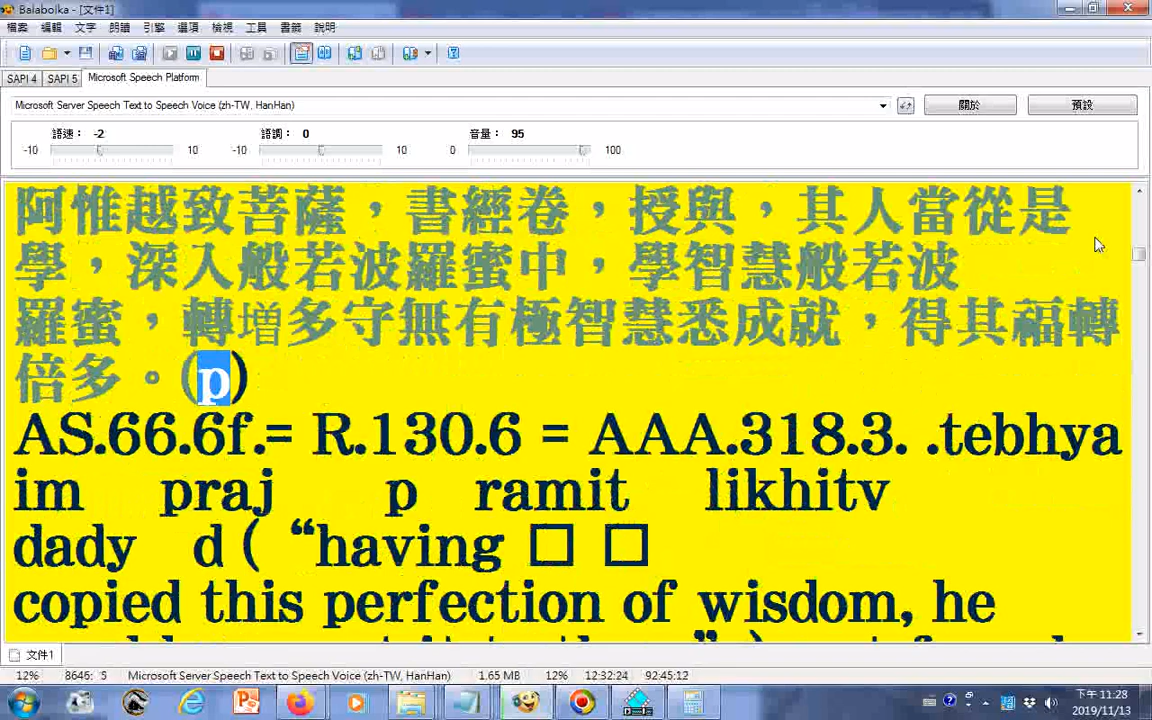 Balabolka - [文件1]
檔案 編輯 文字 朗讀 引擎 選項 檢視 工具 書籤 說明
SAPI 4 SAPI 5 Microsoft Speech Platform
Microsoft Server Speech Text to Speech Voice (zh-TW, HanHan) 關於 預設
語速： -2 語調： 0 音量： 95
-10 10 -10 10 0 100
阿惟越致菩薩，書經卷，授與，其人當從是
學，深入般若波羅蜜中，學智慧般若波
羅蜜，轉增多守無有極智慧悉成就，得其福轉
倍多。(p)
AS.66.6f.= R.130.6 = AAA.318.3. .tebhya
im praj p ramit likhitv
dady d ( “having □ □
copied this perfection of wisdom, he
文件1
12% 8645: 5 Microsoft Server Speech Text to Speech Voice (zh-TW, HanHan) 1.65 MB 12% 12:32:24 92:45:12
下午 11:28
2019/11/13